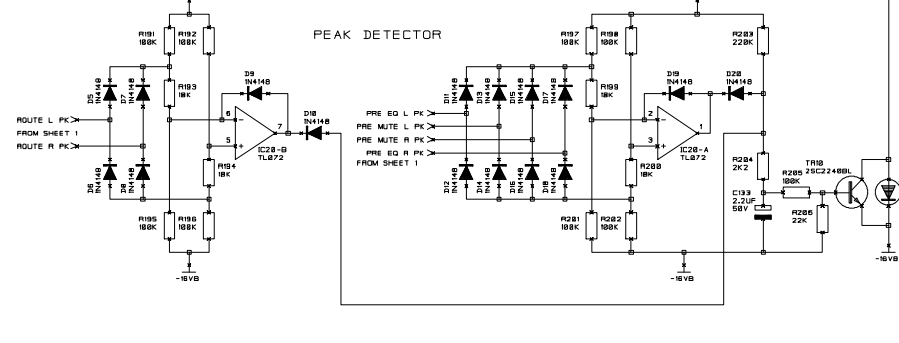 PEAK DETECTOR
R191
100K
R192
100K
R193
10K
D5
1N4148
D7
1N4148
D9
1N4148
D10
1N4148
ROUTE L PK
FROM SHEET 1
ROUTE R PK
6
7
5
IC20-B
TL072
D6
1N4148
D8
1N4148
R194
10K
R195
100K
R196
100K
-16VB
R197
100K
R198
100K
R199
10K
R203
220K
D11
1N4148
D13
1N4148
D15
1N4148
D17
1N4148
D19
1N4148
D20
1N4148
PRE EQ L PK
PRE MUTE L PK
PRE MUTE R PK
PRE EQ R PK
FROM SHEET 1
2
1
3
IC20-A
TL072
D12
1N4148
D14
1N4148
D16
1N4148
D18
1N4148
R200
10K
R201
100K
R202
100K
-16VB
R204
2K2
C133
2.2UF
50V
R205
100K
R206
22K
TR10
2SC2240BL
-16VB